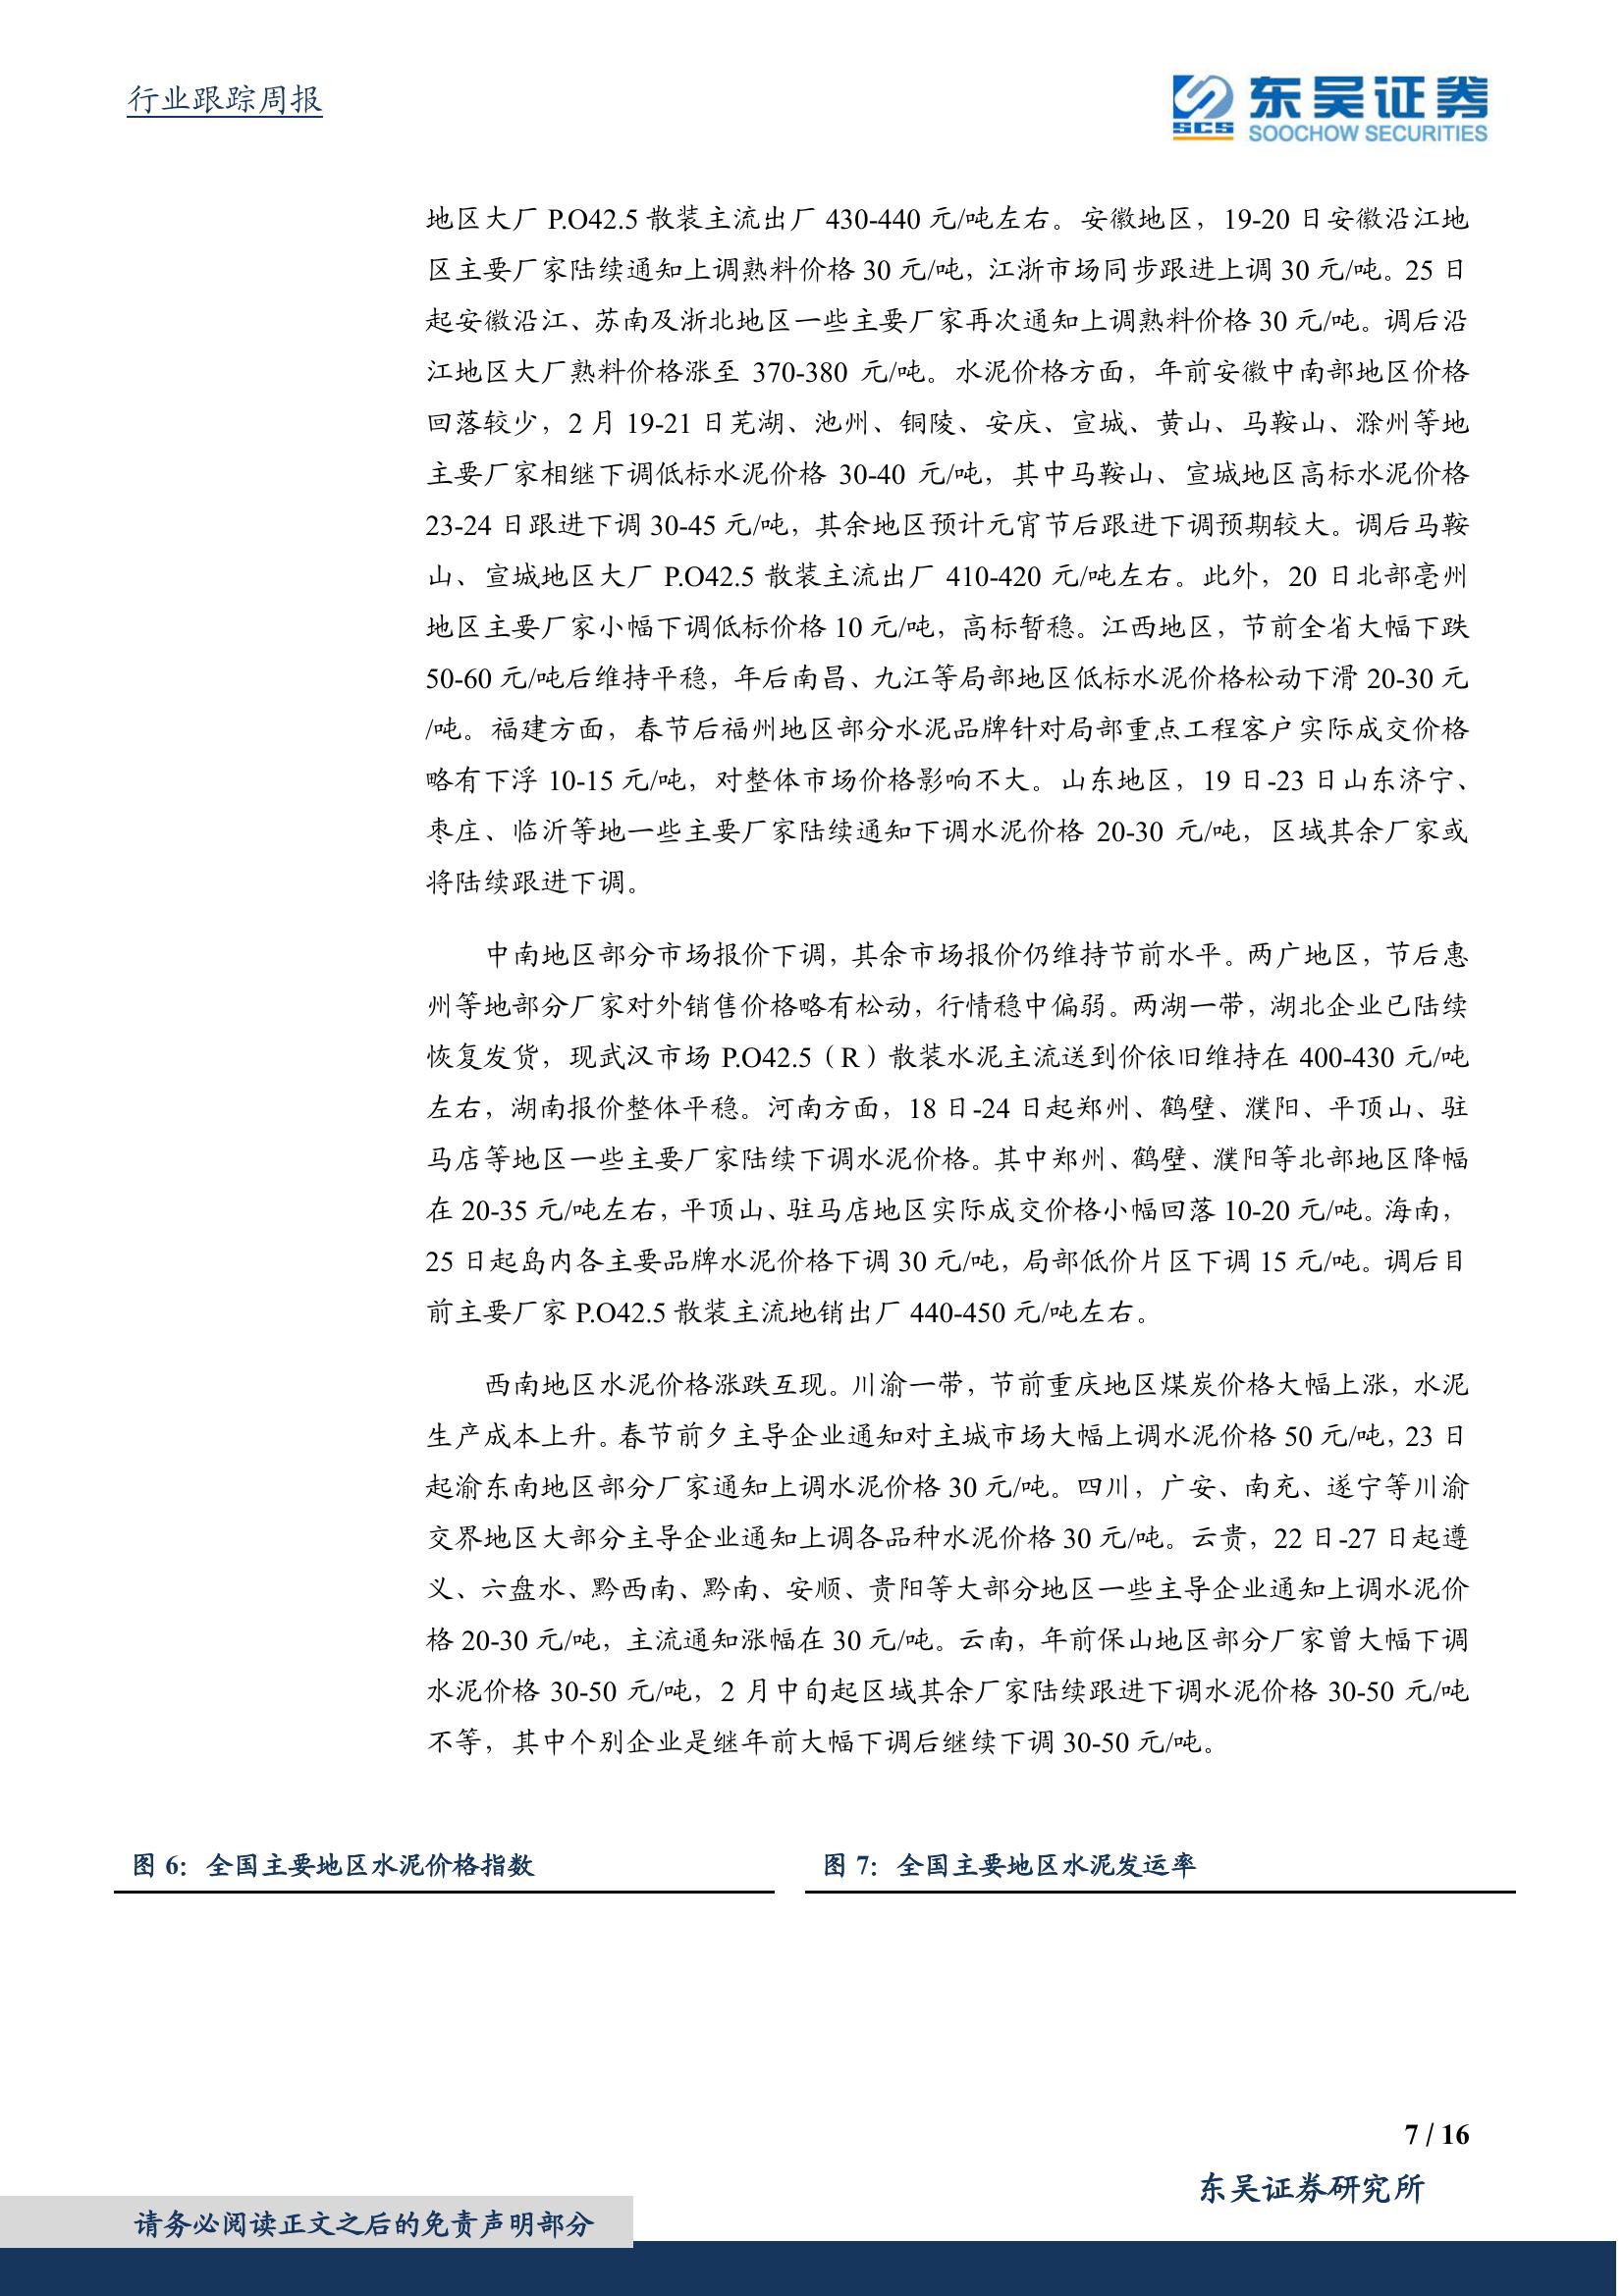 行业跟踪周报
东吴证券
SCS
SOOCHOW SECURITIES
地区大厂 P.O42.5 散装主流出厂 430-440 元/吨左右。安徽地区，19-20 日安徽沿江地
区主要厂家陆续通知上调熟料价格 30 元/吨，江浙市场同步跟进上调 30 元/吨。25 日
起安徽沿江、苏南及浙北地区一些主要厂家再次通知上调熟料价格 30 元/吨。调后沿
江地区大厂熟料价格涨至 370-380 元/吨。水泥价格方面，年前安徽中南部地区价格
回落较少，2 月 19-21 日芜湖、池州、铜陵、安庆、宣城、黄山、马鞍山、滁州等地
主要厂家相继下调低标水泥价格 30-40 元/吨，其中马鞍山、宣城地区高标水泥价格
23-24 日跟进下调 30-45 元/吨，其余地区预计元宵节后跟进下调预期较大。调后马鞍
山、宣城地区大厂 P.O42.5 散装主流出厂 410-420 元/吨左右。此外，20 日北部亳州
地区主要厂家小幅下调低标价格 10 元/吨，高标暂稳。江西地区，节前全省大幅下跌
50-60 元/吨后维持平稳，年后南昌、九江等局部地区低标水泥价格松动下滑 20-30 元
/吨。福建方面，春节后福州地区部分水泥品牌针对局部重点工程客户实际成交价格
略有下浮 10-15 元/吨，对整体市场价格影响不大。山东地区，19 日-23 日山东济宁、
枣庄、临沂等地一些主要厂家陆续通知下调水泥价格 20-30 元/吨，区域其余厂家或
将陆续跟进下调。
中南地区部分市场报价下调，其余市场报价仍维持节前水平。两广地区，节后惠
州等地部分厂家对外销售价格略有松动，行情稳中偏弱。两湖一带，湖北企业已陆续
恢复发货，现武汉市场 P.O42.5（R）散装水泥主流送到价依旧维持在 400-430 元/吨
左右，湖南报价整体平稳。河南方面，18 日-24 日起郑州、鹤壁、濮阳、平顶山、驻
马店等地区一些主要厂家陆续下调水泥价格。其中郑州、鹤壁、濮阳等北部地区降幅
在 20-35 元/吨左右，平顶山、驻马店地区实际成交价格小幅回落 10-20 元/吨。海南，
25 日起岛内各主要品牌水泥价格下调 30 元/吨，局部低价片区下调 15 元/吨。调后目
前主要厂家 P.O42.5 散装主流地销出厂 440-450 元/吨左右。
西南地区水泥价格涨跌互现。川渝一带，节前重庆地区煤炭价格大幅上涨，水泥
生产成本上升。春节前夕主导企业通知对主城市场大幅上调水泥价格 50 元/吨，23 日
起渝东南地区部分厂家通知上调水泥价格 30 元/吨。四川，广安、南充、遂宁等川渝
交界地区大部分主导企业通知上调各品种水泥价格 30 元/吨。云贵，22 日-27 日起遵
义、六盘水、黔西南、黔南、安顺、贵阳等大部分地区一些主导企业通知上调水泥价
格 20-30 元/吨，主流通知涨幅在 30 元/吨。云南，年前保山地区部分厂家曾大幅下调
水泥价格 30-50 元/吨，2 月中旬起区域其余厂家陆续跟进下调水泥价格 30-50 元/吨
不等，其中个别企业是继年前大幅下调后继续下调 30-50 元/吨。
图 6：全国主要地区水泥价格指数
图 7：全国主要地区水泥发运率
7 / 16
东吴证券研究所
请务必阅读正文之后的免责声明部分